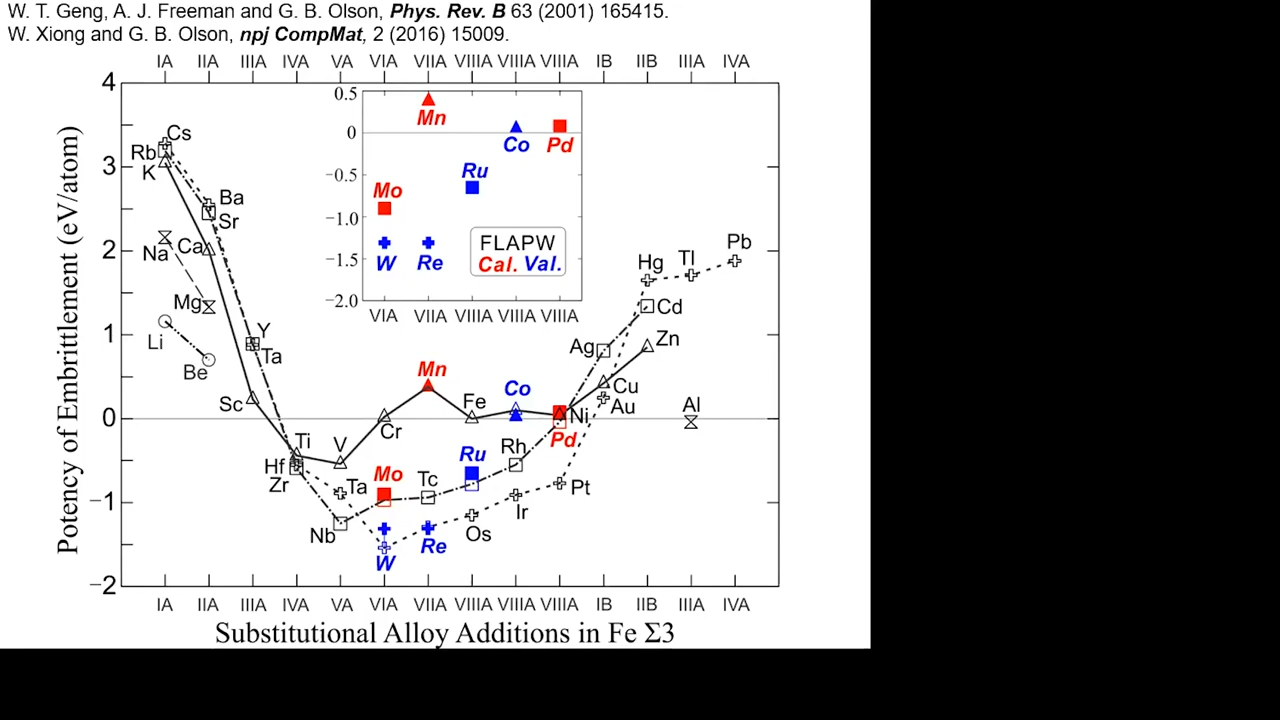 W. T. Geng, A. J. Freeman and G. B. Olson, Phys. Rev. B 63 (2001) 165415.
W. Xiong and G. B. Olson, npj CompMat, 2 (2016) 15009.
IA IIA IIIA IVA VA VIA VIIA VIIIA VIIIA VIIIA IB IIB IIIA IVA
4
3
2
1
0
−1
−2
Potency of Embrittlement (eV/atom)
0.5
0
−0.5
−1.0
−1.5
−2.0
Mn
Co
Pd
Ru
Mo
W
Re
FLAPW
Cal. Val.
VIA VIIA VIIIA VIIIA VIIIA
Cs
Rb
K
Ba
Sr
Na
Ca
Mg
Li
Be
Y
Ta
Sc
Ti
Hf
Zr
V
Ta
Nb
Cr
Mo
W
Mn
Tc
Re
Fe
Ru
Os
Co
Rh
Ir
Ni
Pd
Pt
Ag
Cu
Au
Hg
Cd
Zn
Tl
Pb
Al
IA IIA IIIA IVA VA VIA VIIA VIIIA VIIIA VIIIA IB IIB IIIA IVA
Substitutional Alloy Additions in Fe Σ3